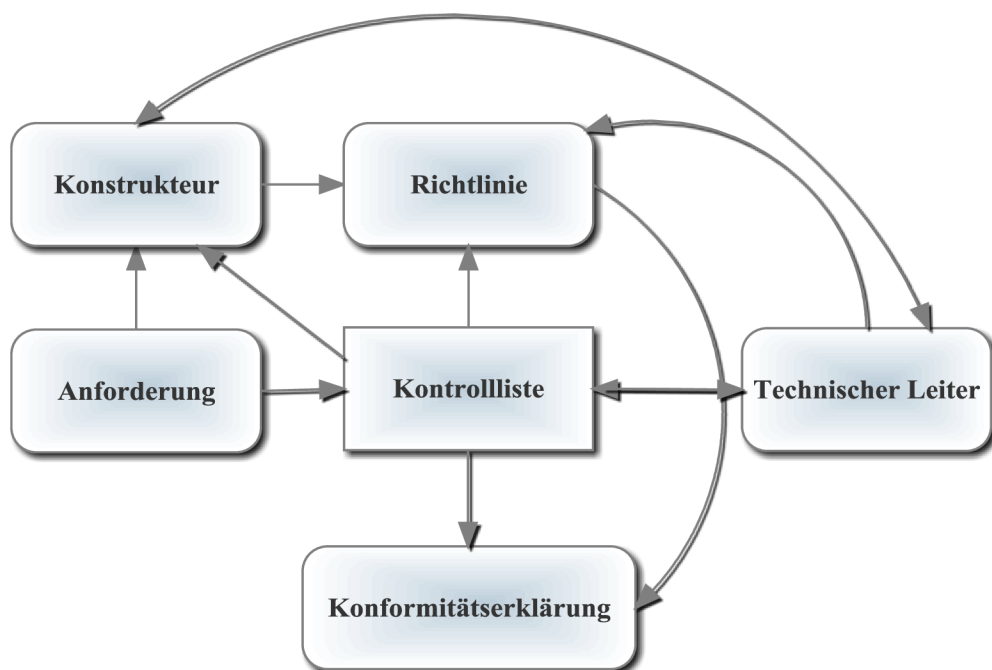 Konstrukteur
Richtlinie
Anforderung
Kontrollliste
Technischer Leiter
Konformitätserklärung